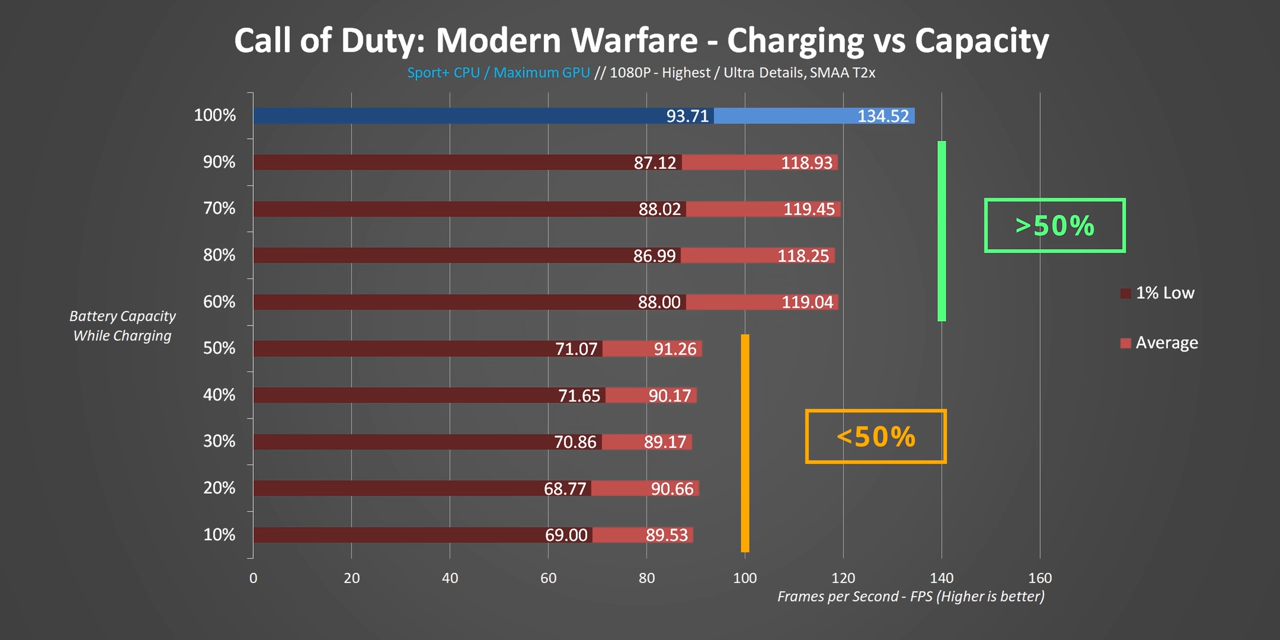 Call of Duty: Modern Warfare - Charging vs Capacity
Sport+ CPU / Maximum GPU // 1080P - Highest / Ultra Details, SMAA T2x
100% 93.71 134.52
90% 87.12 118.93
70% 88.02 119.45
>50%
80% 86.99 118.25
60% 88.00 119.04
1% Low
Battery Capacity
While Charging
50% 71.07 91.26
Average
40% 71.65 90.17
<50%
30% 70.86 89.17
20% 68.77 90.66
10% 69.00 89.53
0 20 40 60 80 100 120 140 160
Frames per Second - FPS (Higher is better)